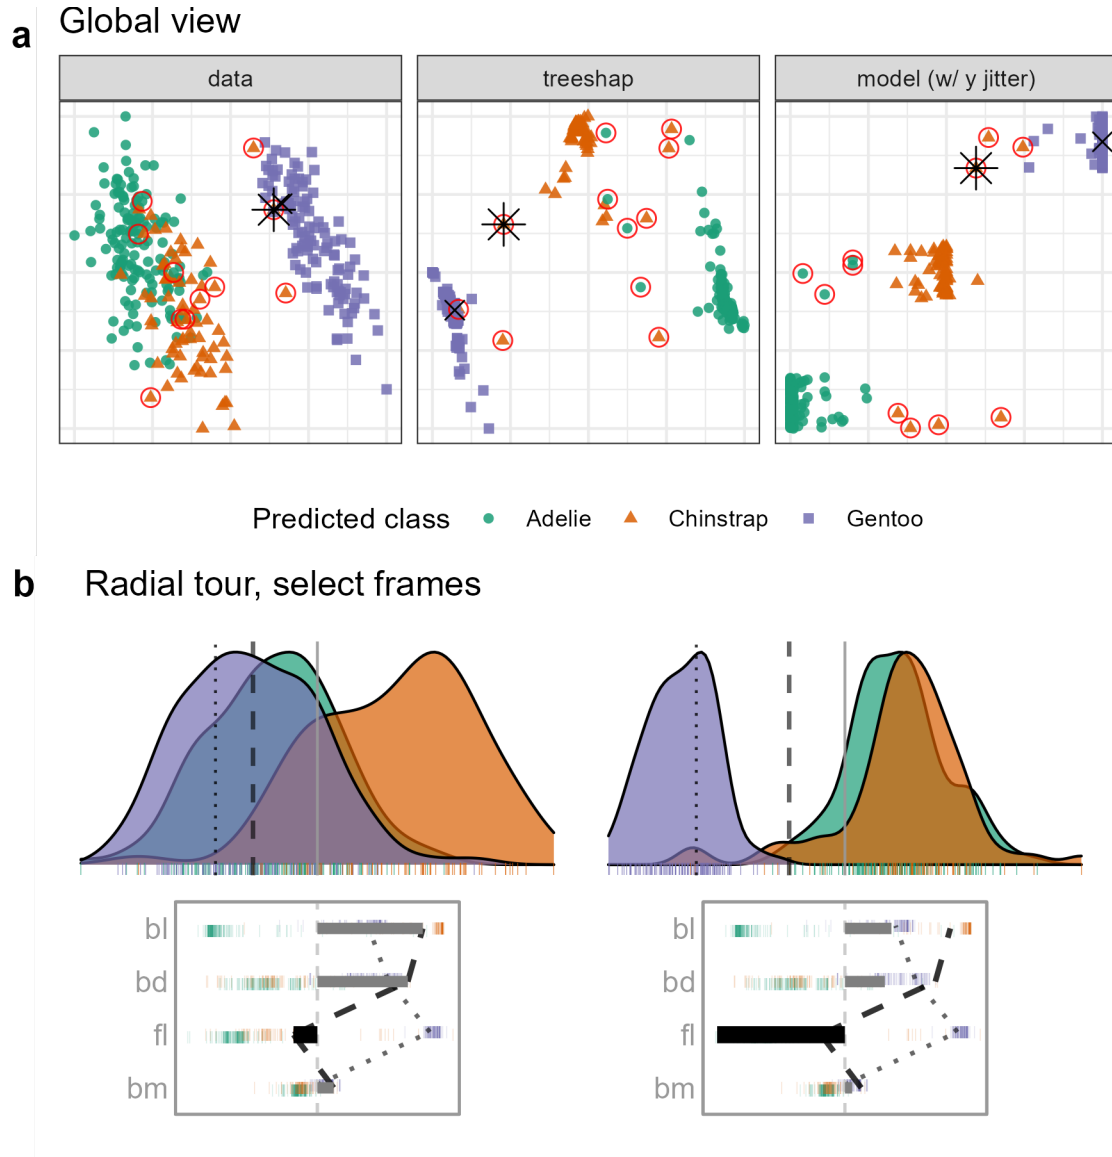 a Global view
data treeshap model (w/ y jitter)
Predicted class Adelie Chinstrap Gentoo
b Radial tour, select frames
bl bl
bd bd
fl fl
bm bm